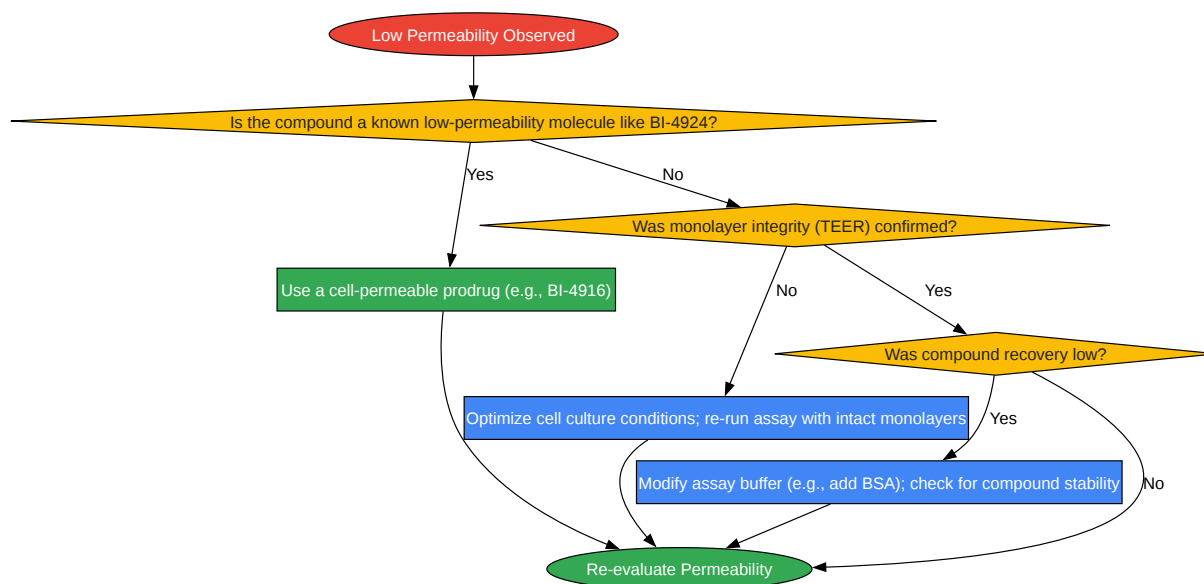 Low Permeability Observed
Is the compound a known low-permeability molecule like BI-4924?
Yes
No
Was monolayer integrity (TEER) confirmed?
Use a cell-permeable prodrug (e.g., BI-4916)
No
Yes
Was compound recovery low?
Optimize cell culture conditions; re-run assay with intact monolayers
Yes
Modify assay buffer (e.g., add BSA); check for compound stability
No
Re-evaluate Permeability